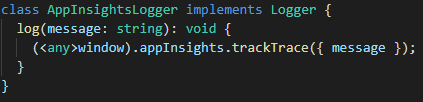 class AppInsightsLogger implements Logger {
  log(message: string): void {
    (<any>window).appInsights.trackTrace({ message });
  }
}